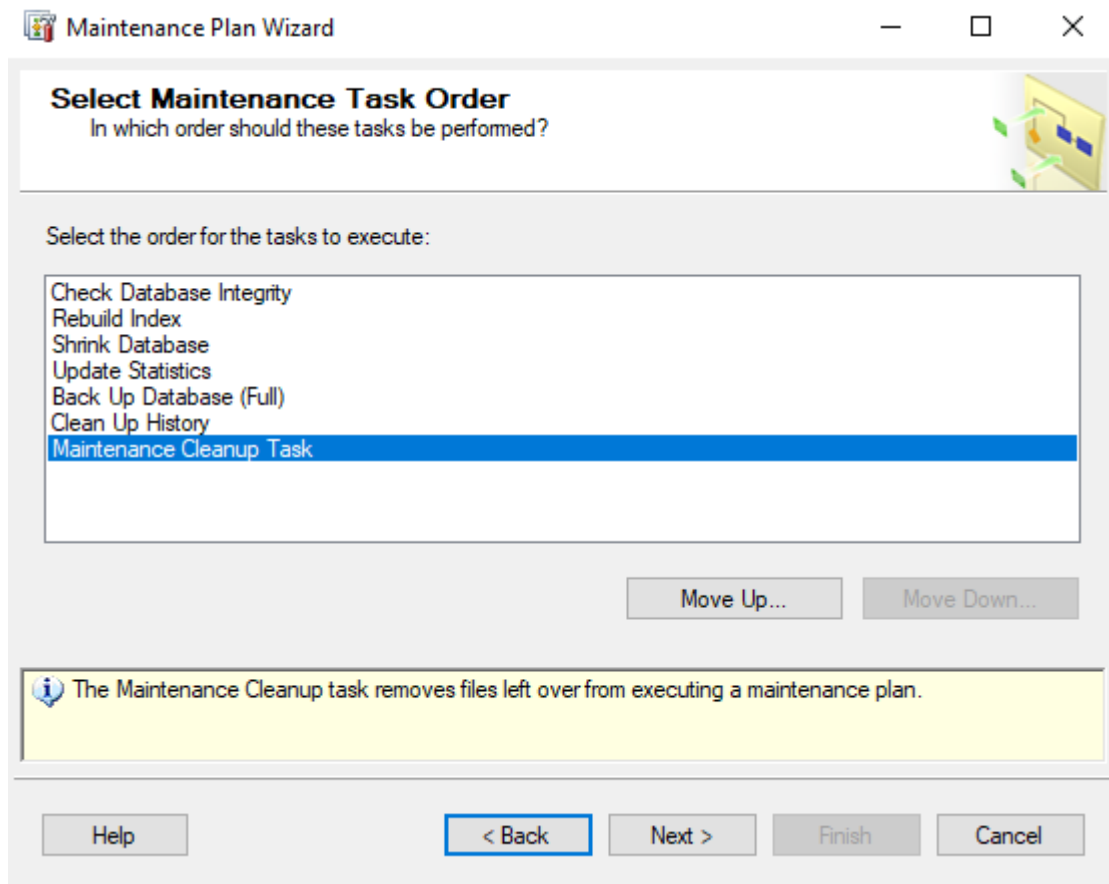 Maintenance Plan Wizard
Select Maintenance Task Order
In which order should these tasks be performed?
Select the order for the tasks to execute:
Check Database Integrity
Rebuild Index
Shrink Database
Update Statistics
Back Up Database (Full)
Clean Up History
Maintenance Cleanup Task
Move Up...
Move Down...
The Maintenance Cleanup task removes files left over from executing a maintenance plan.
Help
< Back
Next >
Finish
Cancel